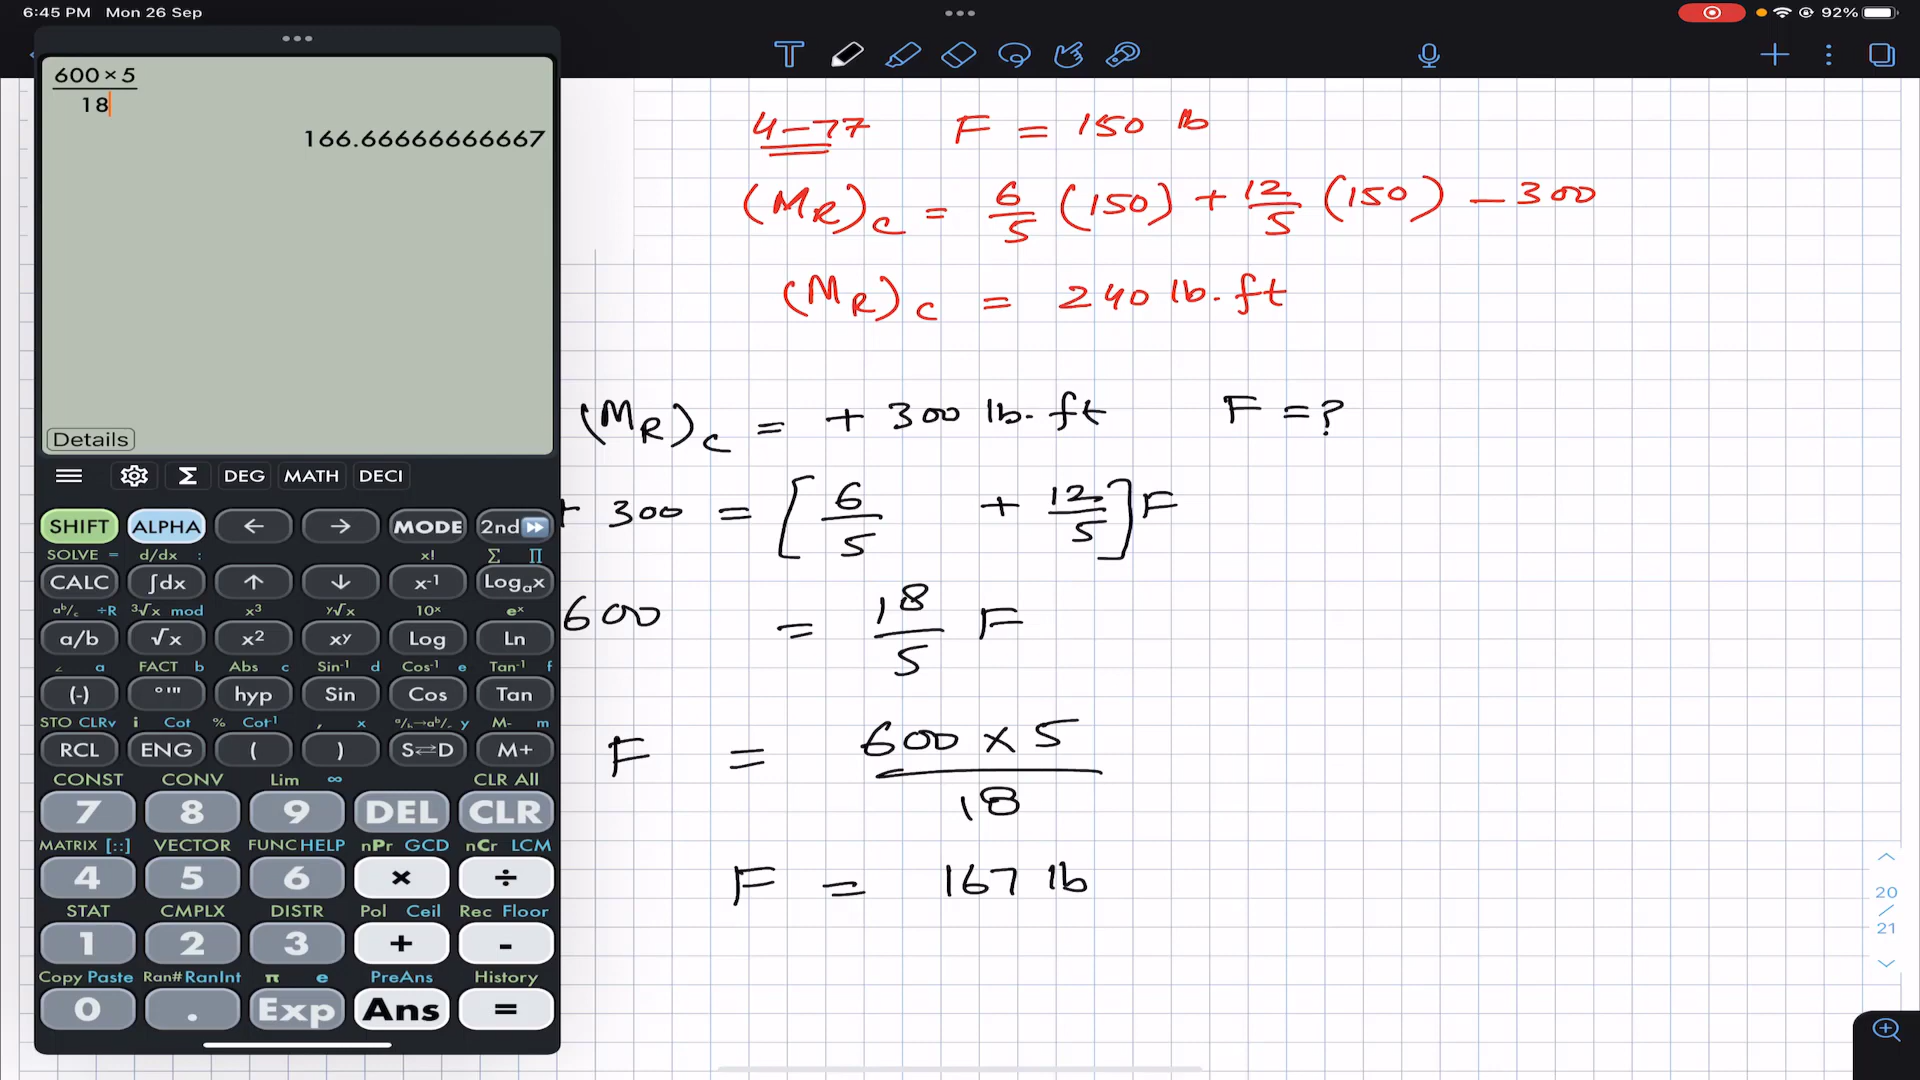 6:45 PM Mon 26 Sep
92%
600×5
18
166.66666666667
Details
DEG MATH DECI
SHIFT ALPHA ← → MODE 2nd
SOLVE = d/dx : x! Σ Π
CALC ∫dx ↑ ↓ x-1 Logax
ab/c ÷R 3√x mod x3 y√x 10x ex
a/b √x x2 xy Log Ln
∠ a FACT b Abs c Sin-1 d Cos-1 e Tan-1 f
(-) °'" hyp Sin Cos Tan
STO CLRv i Cot % Cot-1 , x y M- m
RCL ENG ( ) S⇄D M+
CONST CONV Lim ∞ CLR All
7 8 9 DEL CLR
MATRIX [::] VECTOR FUNC HELP nPr GCD nCr LCM
4 5 6 × ÷
STAT CMPLX DISTR Pol Ceil Rec Floor
1 2 3 + -
Copy Paste Ran# RanInt π e PreAns History
0 . Exp Ans =
4-77 F = 150 lb
(MR)C = 6/5 (150) + 12/5 (150) - 300
(MR)C = 240 lb.ft
(MR)C = + 300 lb.ft F = ?
+ 300 = [6/5 + 12/5] F
600 = 18/5 F
F = 600 × 5 / 18
F = 167 lb
20
/
21